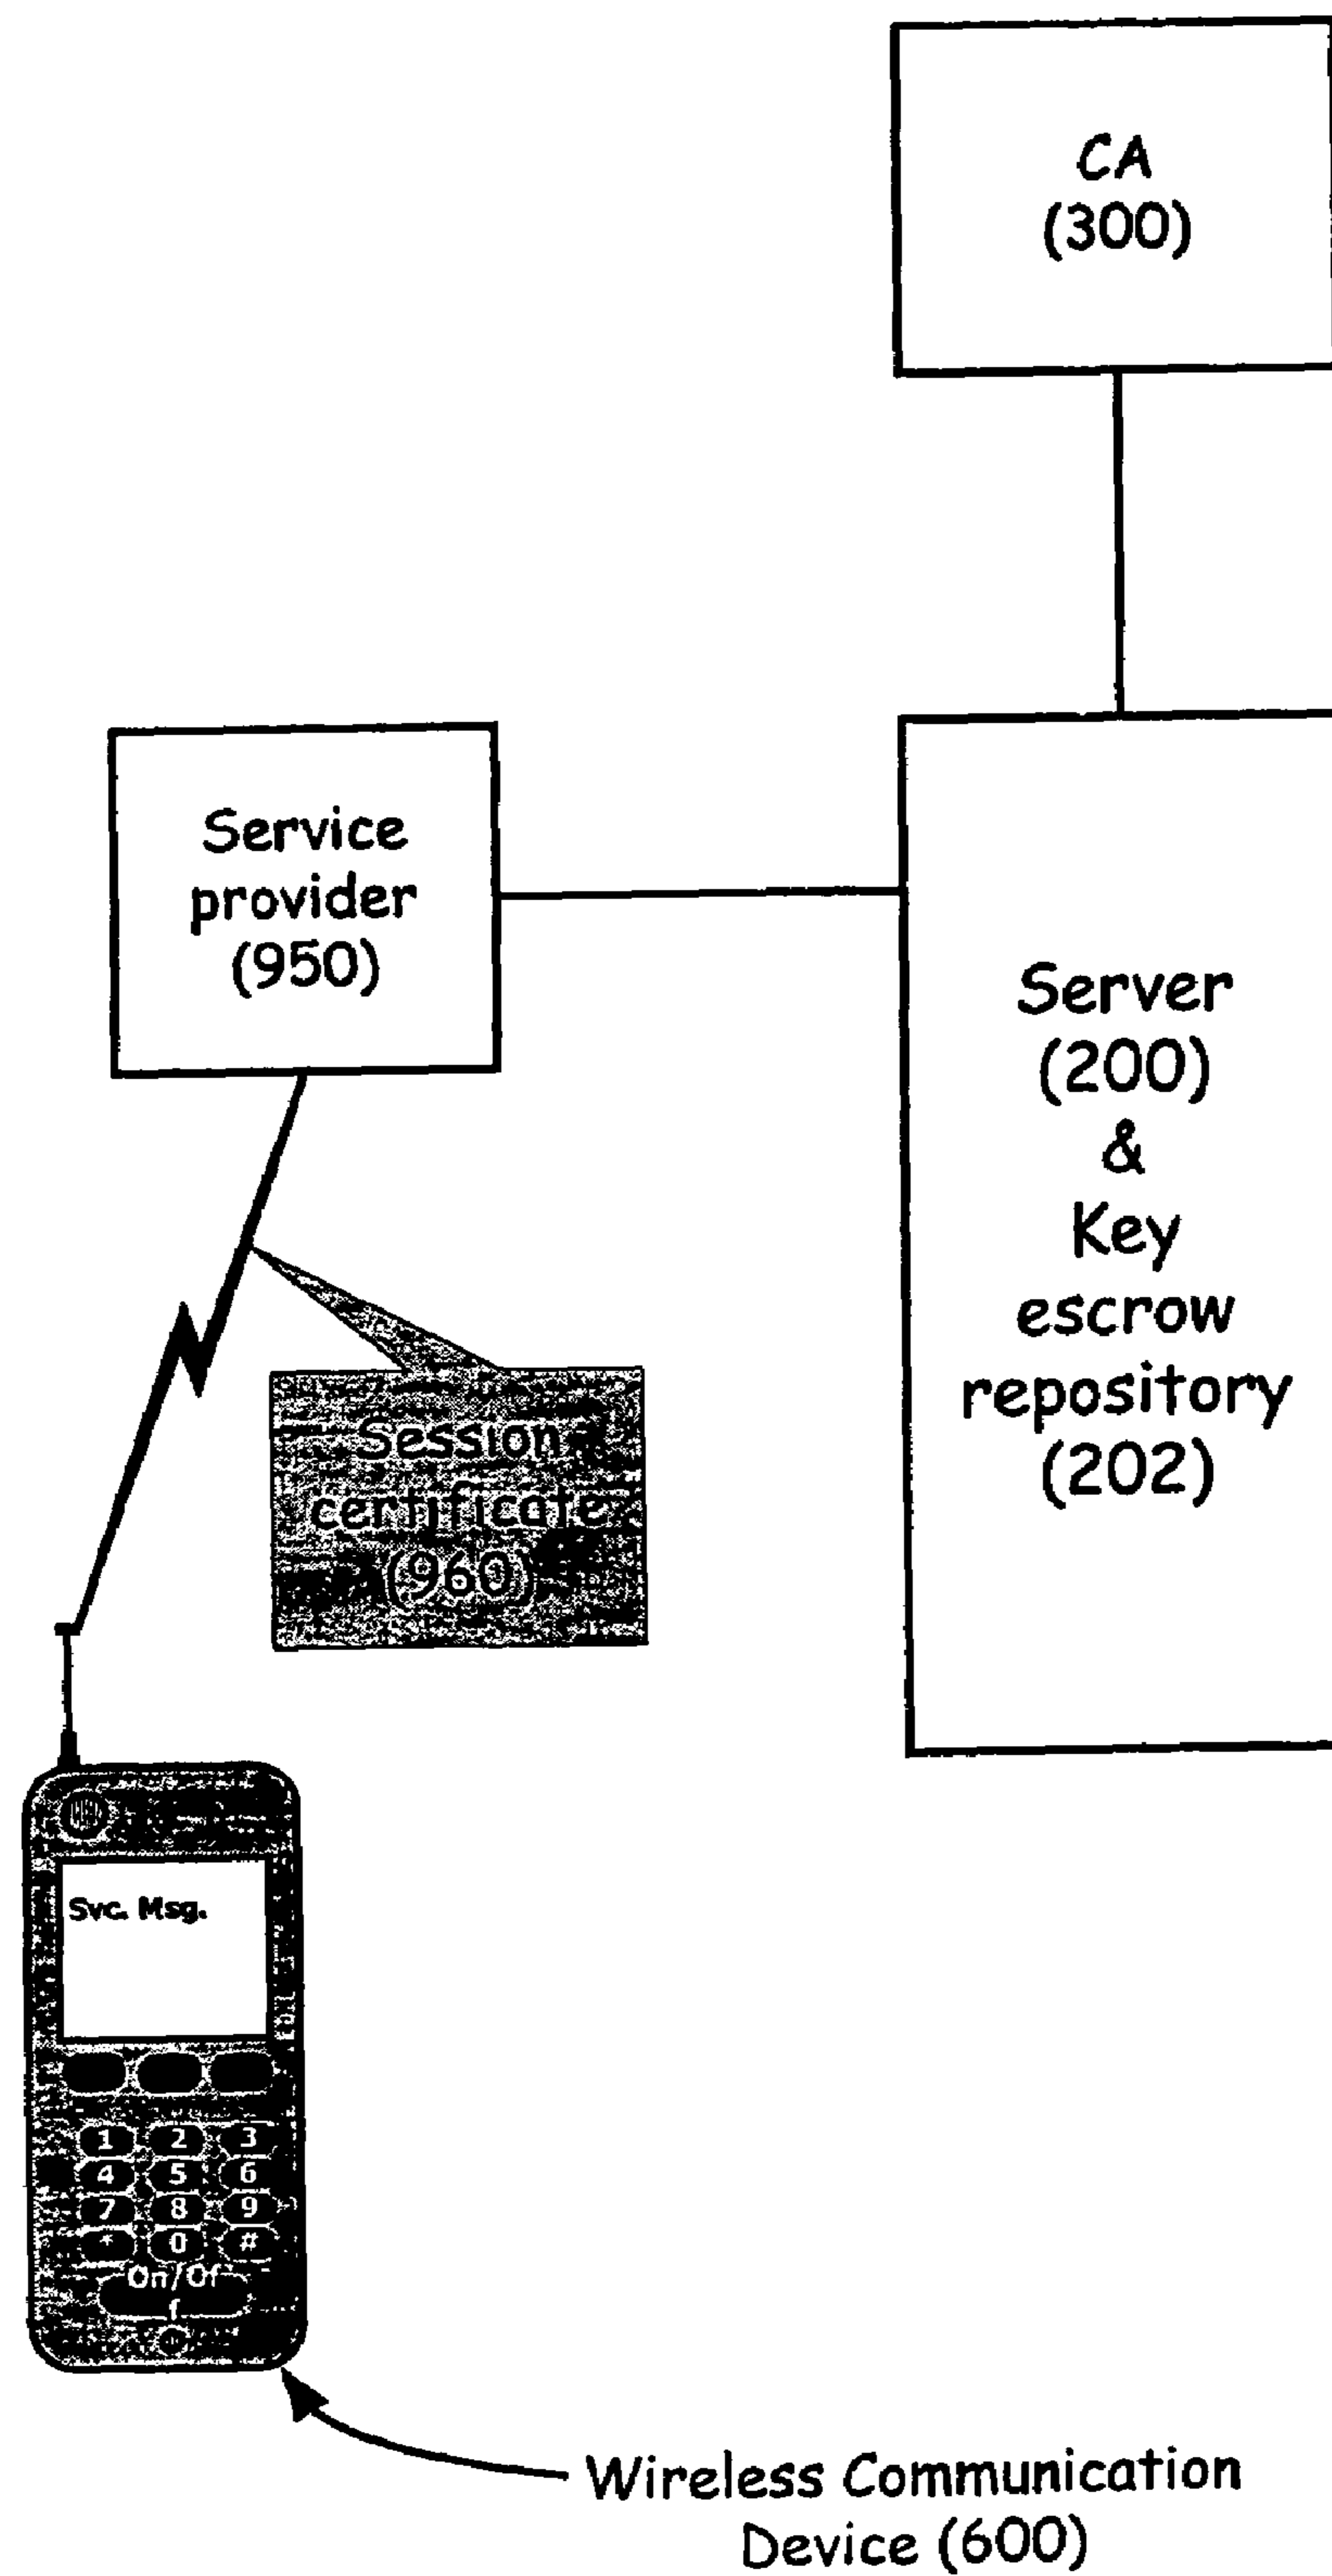 CA
(300)
Service
provider
(950)
Server
(200)
&
Key
escrow
repository
(202)
Session
certificate
(960)
Svc. Msg.
1 2 3
4 5 6
7 8 9
* 0 #
On/Of
f
Wireless Communication
Device (600)